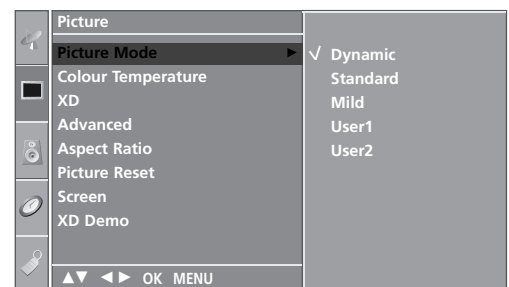 Picture
Picture Mode ►
Colour Temperature
XD
Advanced
Aspect Ratio
Picture Reset
Screen
XD Demo
▲▼ ◄► OK MENU
√ Dynamic
Standard
Mild
User1
User2